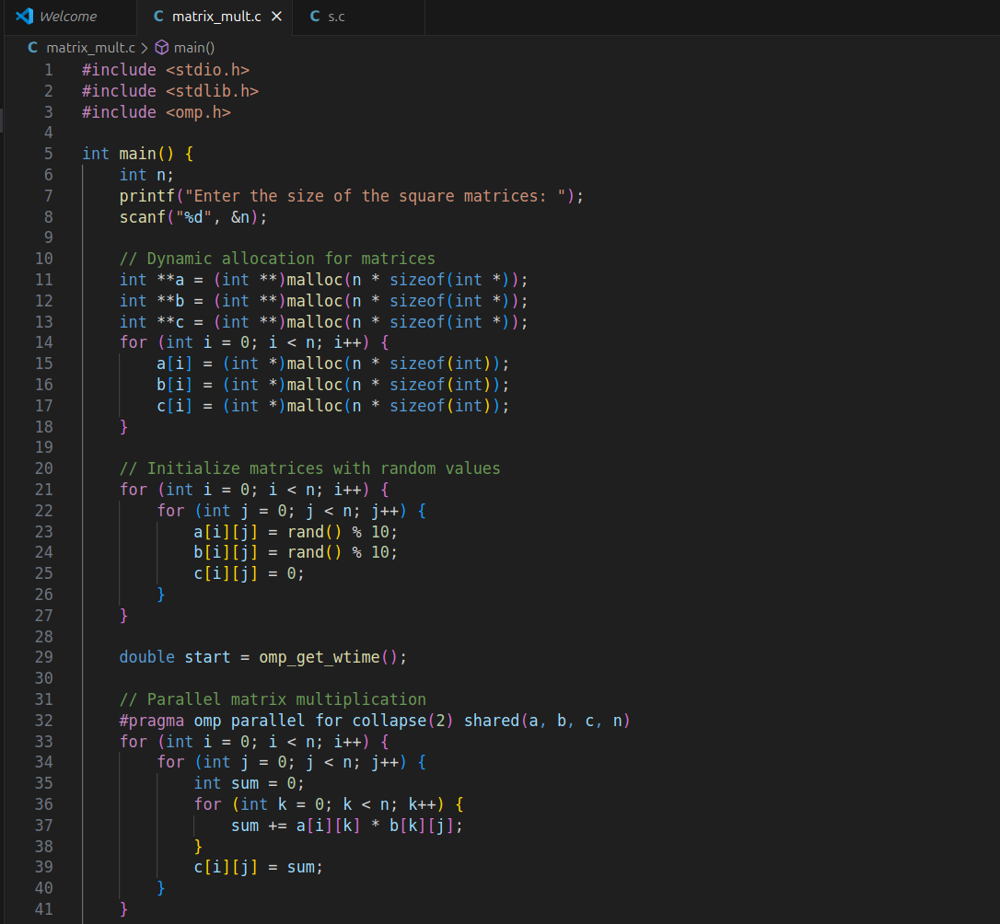 Welcome matrix_mult.c s.c
matrix_mult.c > main()
1 #include <stdio.h>
2 #include <stdlib.h>
3 #include <omp.h>
4
5 int main() {
6     int n;
7     printf("Enter the size of the square matrices: ");
8     scanf("%d", &n);
9
10     // Dynamic allocation for matrices
11     int **a = (int **)malloc(n * sizeof(int *));
12     int **b = (int **)malloc(n * sizeof(int *));
13     int **c = (int **)malloc(n * sizeof(int *));
14     for (int i = 0; i < n; i++) {
15         a[i] = (int *)malloc(n * sizeof(int));
16         b[i] = (int *)malloc(n * sizeof(int));
17         c[i] = (int *)malloc(n * sizeof(int));
18     }
19
20     // Initialize matrices with random values
21     for (int i = 0; i < n; i++) {
22         for (int j = 0; j < n; j++) {
23             a[i][j] = rand() % 10;
24             b[i][j] = rand() % 10;
25             c[i][j] = 0;
26         }
27     }
28
29     double start = omp_get_wtime();
30
31     // Parallel matrix multiplication
32     #pragma omp parallel for collapse(2) shared(a, b, c, n)
33     for (int i = 0; i < n; i++) {
34         for (int j = 0; j < n; j++) {
35             int sum = 0;
36             for (int k = 0; k < n; k++) {
37                 sum += a[i][k] * b[k][j];
38             }
39             c[i][j] = sum;
40         }
41     }